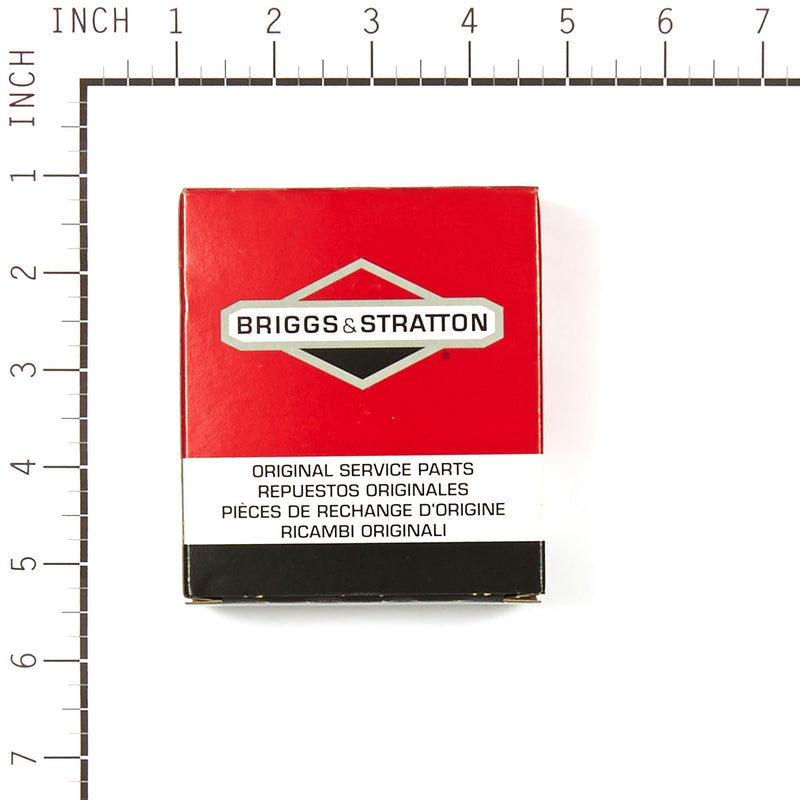 INCH 1 2 3 4 5 6 7
INCH
1
2
3
4
5
6
7
BRIGGS & STRATTON
®
ORIGINAL SERVICE PARTS
REPUESTOS ORIGINALES
PIÈCES DE RECHANGE D'ORIGINE
RICAMBI ORIGINALI